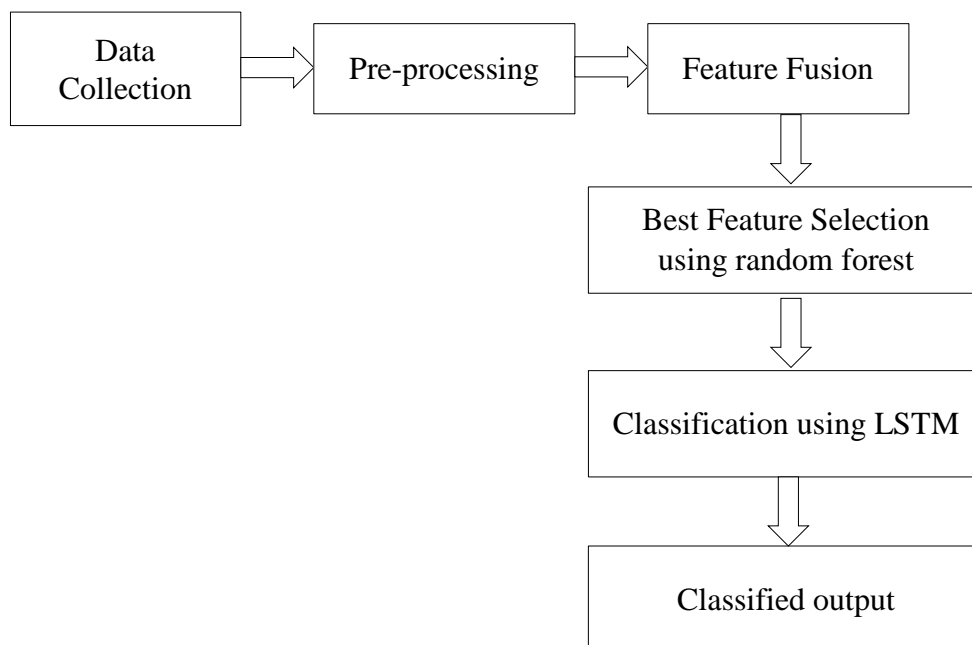 Data
Collection
Pre-processing
Feature Fusion
Best Feature Selection
using random forest
Classification using LSTM
Classified output